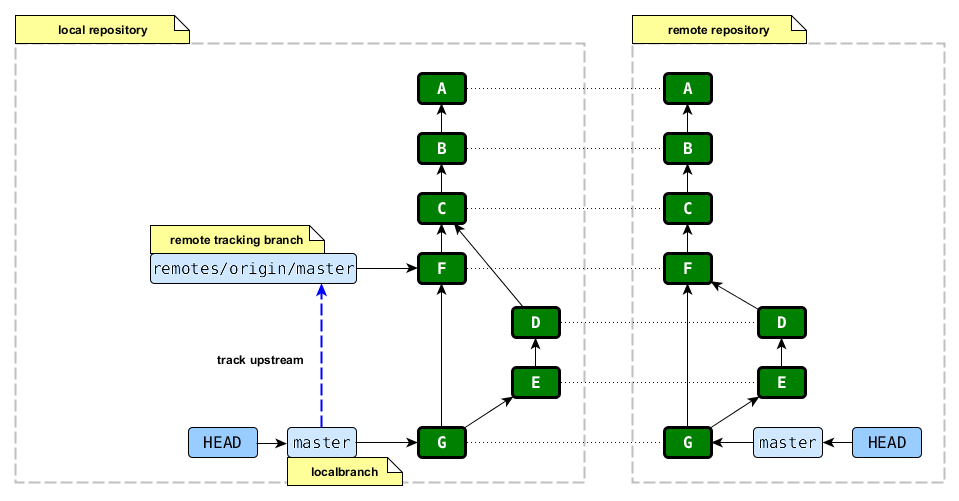 local repository
remote repository
A
A
B
B
C
C
remote tracking branch
remotes/origin/master
F
F
D
D
track upstream
E
E
HEAD
master
G
G
master
HEAD
localbranch